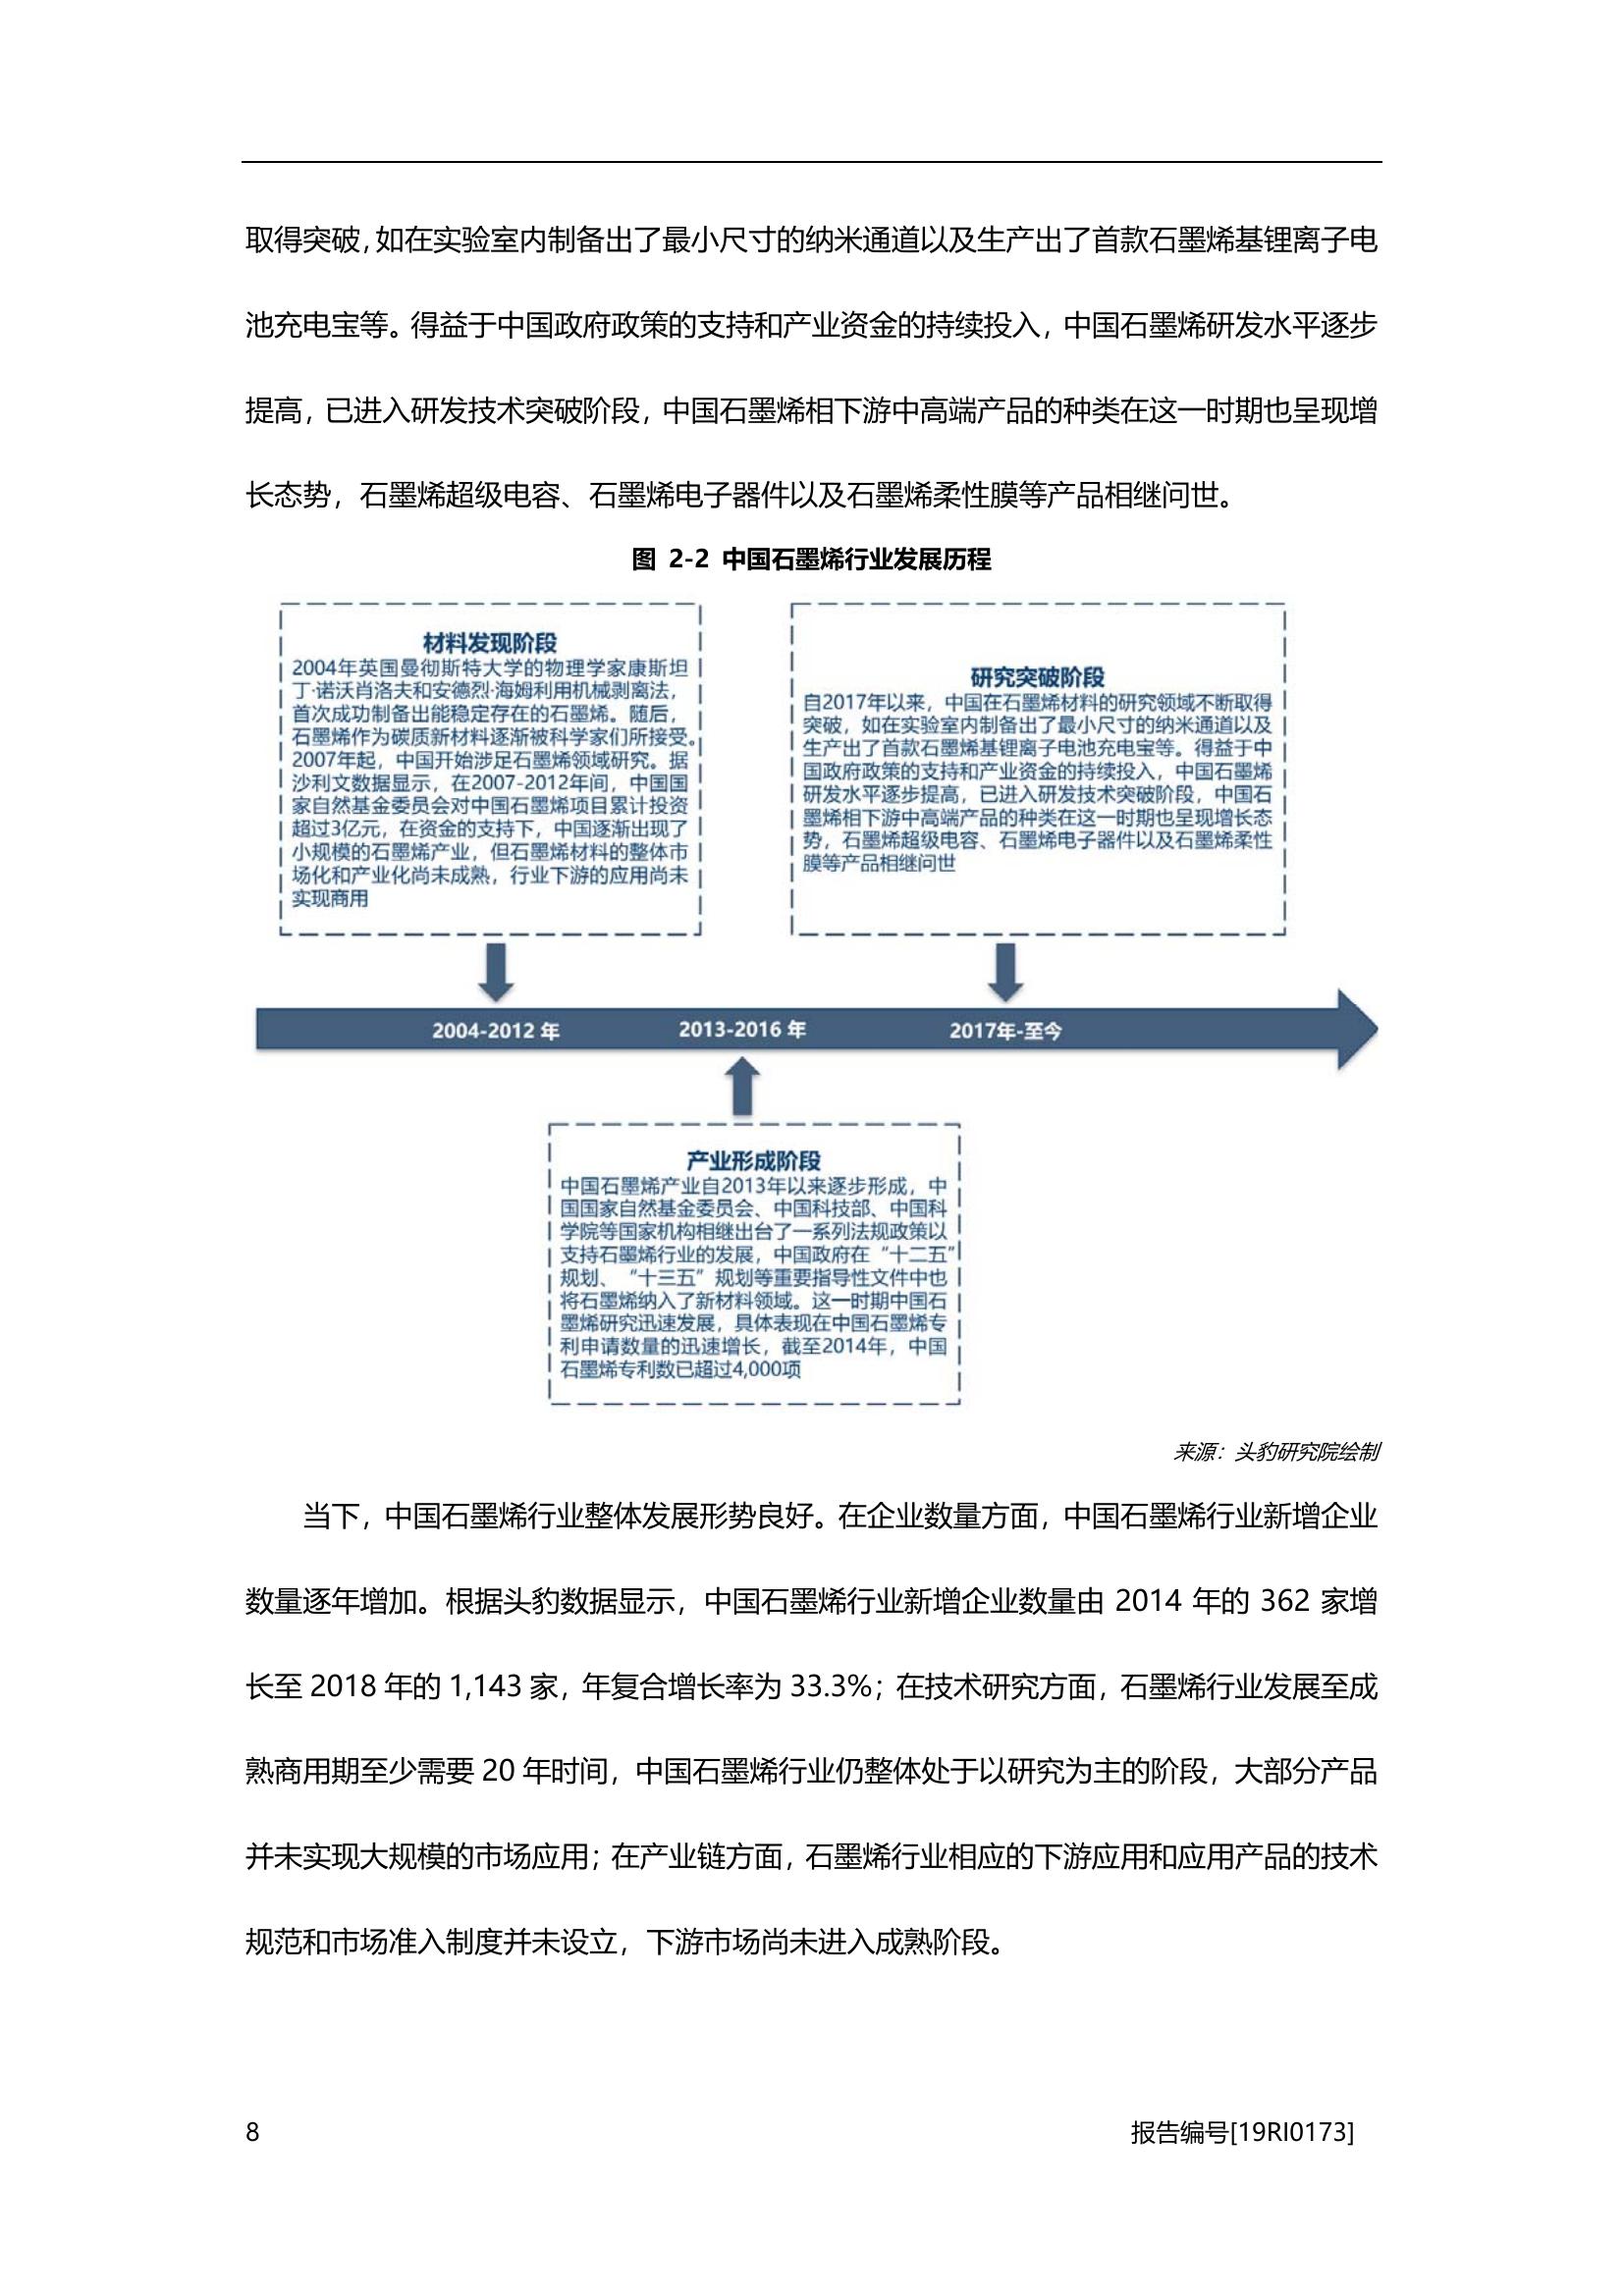 取得突破，如在实验室内制备出了最小尺寸的纳米通道以及生产出了首款石墨烯基锂离子电
池充电宝等。得益于中国政府政策的支持和产业资金的持续投入，中国石墨烯研发水平逐步
提高，已进入研发技术突破阶段，中国石墨烯相下游中高端产品的种类在这一时期也呈现增
长态势，石墨烯超级电容、石墨烯电子器件以及石墨烯柔性膜等产品相继问世。
图 2-2 中国石墨烯行业发展历程
材料发现阶段
2004年英国曼彻斯特大学的物理学家康斯坦
丁·诺沃肖洛夫和安德烈·海姆利用机械剥离法，
首次成功制备出能稳定存在的石墨烯。随后，
石墨烯作为碳质新材料逐渐被科学家们所接受。
2007年起，中国开始涉足石墨烯领域研究。据
沙利文数据显示，在2007-2012年间，中国国
家自然基金委员会对中国石墨烯项目累计投资
超过3亿元，在资金的支持下，中国逐渐出现了
小规模的石墨烯产业，但石墨烯材料的整体市
场化和产业化尚未成熟，行业下游的应用尚未
实现商用
研究突破阶段
自2017年以来，中国在石墨烯材料的研究领域不断取得
突破，如在实验室内制备出了最小尺寸的纳米通道以及
生产出了首款石墨烯基锂离子电池充电宝等。得益于中
国政府政策的支持和产业资金的持续投入，中国石墨烯
研发水平逐步提高，已进入研发技术突破阶段，中国石
墨烯相下游中高端产品的种类在这一时期也呈现增长态
势，石墨烯超级电容、石墨烯电子器件以及石墨烯柔性
膜等产品相继问世
2004-2012 年
2013-2016 年
2017年-至今
产业形成阶段
中国石墨烯产业自2013年以来逐步形成，中
国国家自然基金委员会、中国科技部、中国科
学院等国家机构相继出台了一系列法规政策以
支持石墨烯行业的发展，中国政府在“十二五”
规划、“十三五”规划等重要指导性文件中也
将石墨烯纳入了新材料领域。这一时期中国石
墨烯研究迅速发展，具体表现在中国石墨烯专
利申请数量的迅速增长，截至2014年，中国
石墨烯专利数已超过4,000项
来源：头豹研究院绘制
当下，中国石墨烯行业整体发展形势良好。在企业数量方面，中国石墨烯行业新增企业
数量逐年增加。根据头豹数据显示，中国石墨烯行业新增企业数量由 2014 年的 362 家增
长至 2018 年的 1,143 家，年复合增长率为 33.3%；在技术研究方面，石墨烯行业发展至成
熟商用期至少需要 20 年时间，中国石墨烯行业仍整体处于以研究为主的阶段，大部分产品
并未实现大规模的市场应用；在产业链方面，石墨烯行业相应的下游应用和应用产品的技术
规范和市场准入制度并未设立，下游市场尚未进入成熟阶段。
8
报告编号[19RI0173]